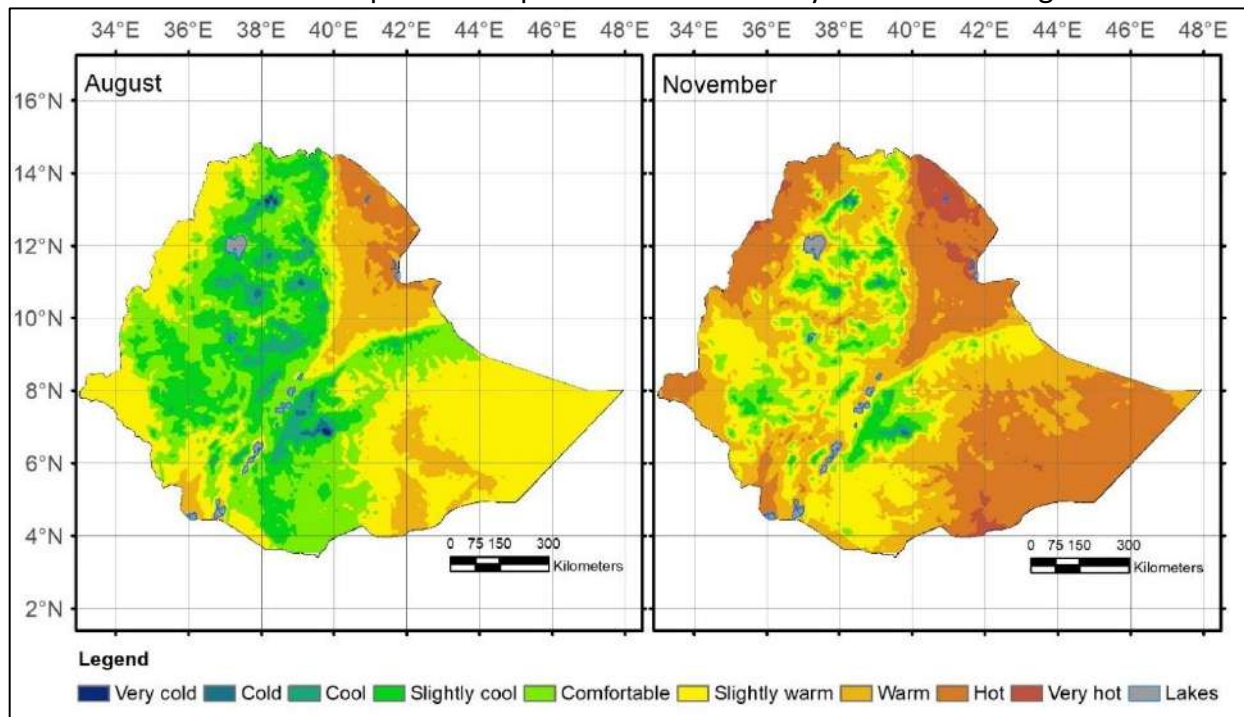 34°E 36°E 38°E 40°E 42°E 44°E 46°E 48°E 34°E 36°E 38°E 40°E 42°E 44°E 46°E 48°E
August
November
16°N
14°N
12°N
10°N
8°N
6°N
4°N
2°N
0 75 150 300
Kilometers
0 75 150 300
Kilometers
Legend
Very cold Cold Cool Slightly cool Comfortable Slightly warm Warm Hot Very hot Lakes